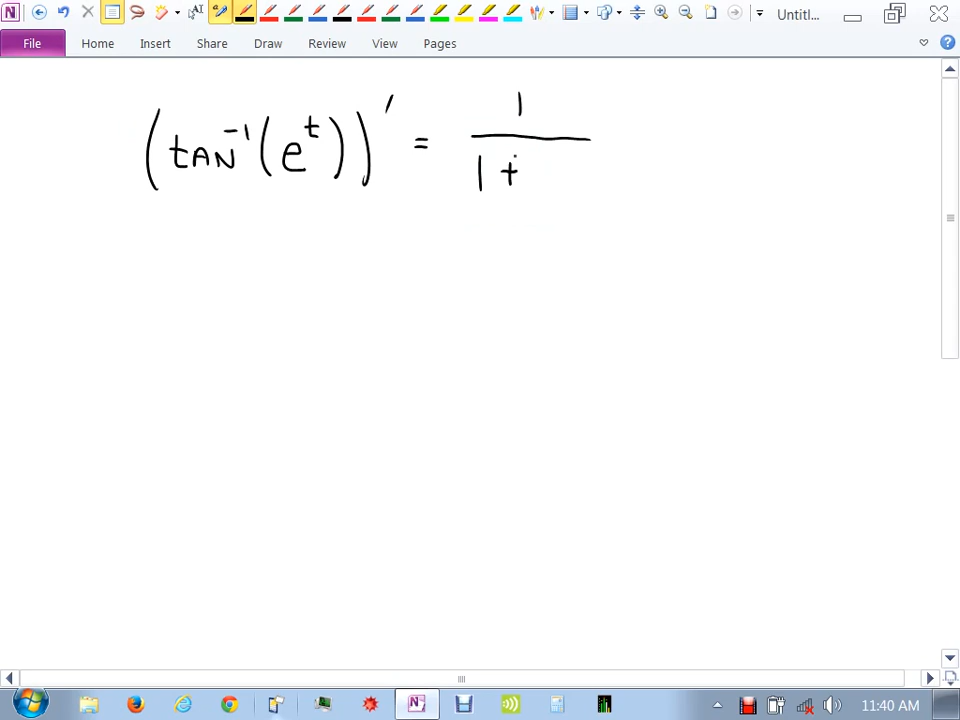 Untitl...
File Home Insert Share Draw Review View Pages
(tAN⁻¹(eᵗ))′ = 1/1 +
11:40 AM